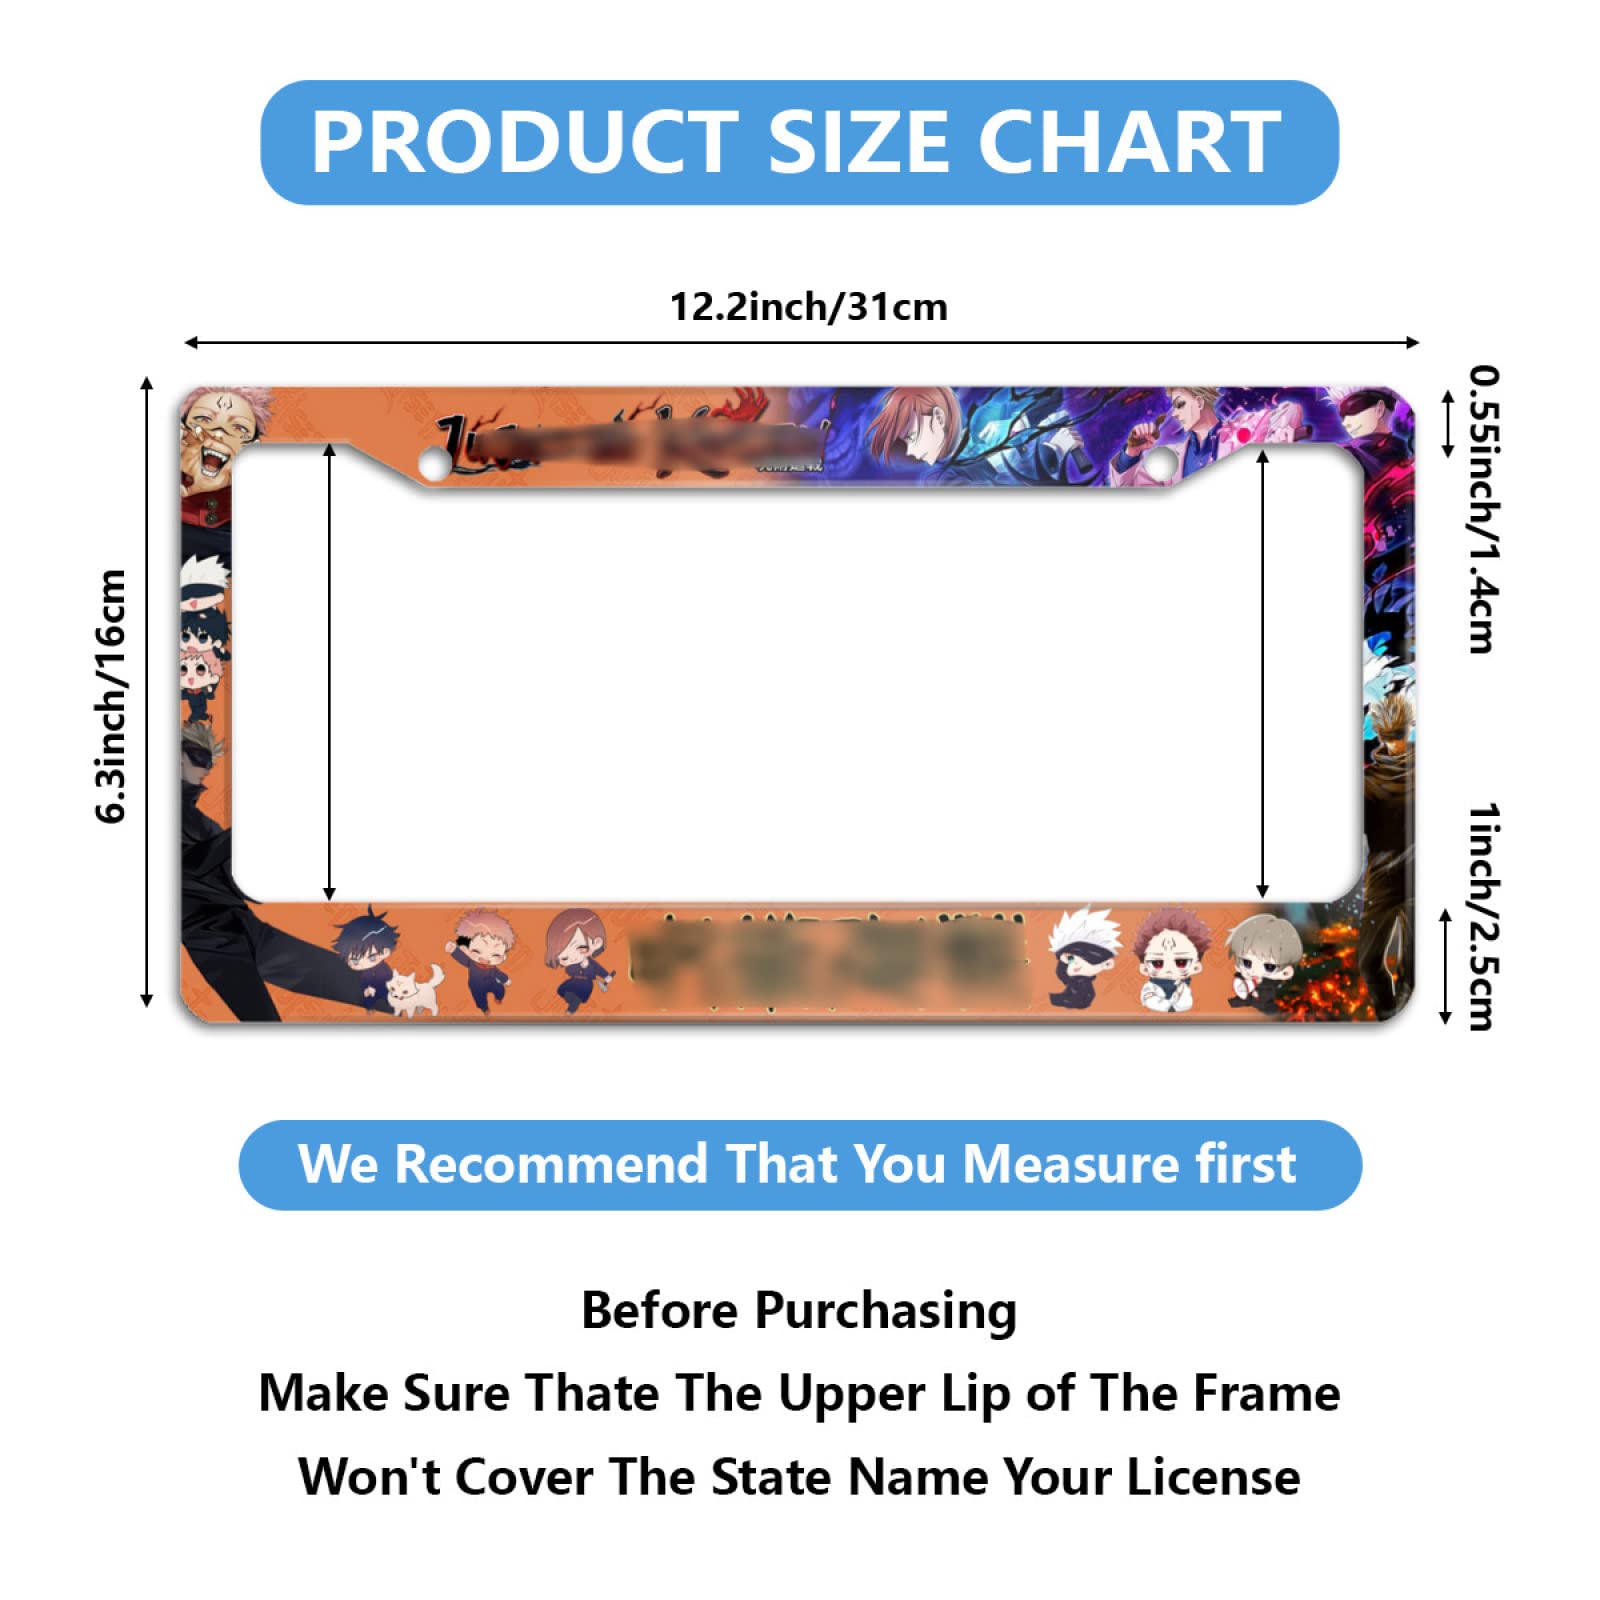 PRODUCT SIZE CHART
12.2inch/31cm
0.55inch/1.4cm
6.3inch/16cm
1inch/2.5cm
We Recommend That You Measure first
Before Purchasing
Make Sure Thate The Upper Lip of The Frame
Won't Cover The State Name Your License